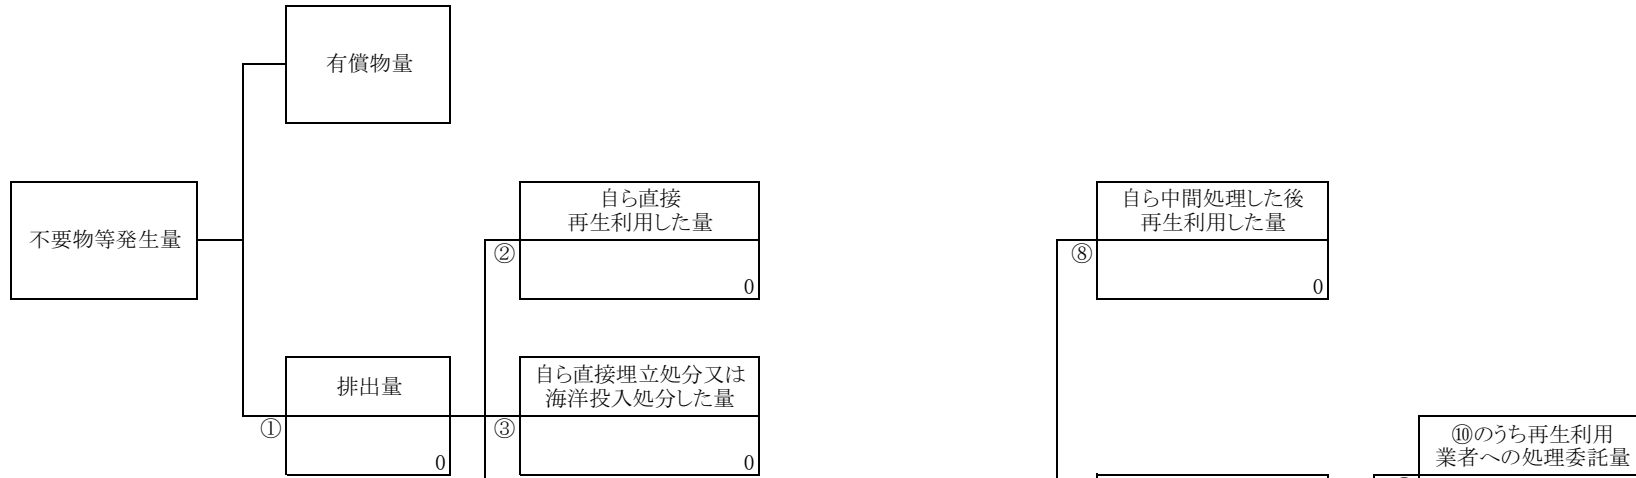 有償物量
不要物等発生量
自ら直接
再生利用した量
②
0
自ら中間処理した後
再生利用した量
⑧
0
排出量
①
0
自ら直接埋立処分又は
海洋投入処分した量
③
0
⑩のうち再生利用
業者への処理委託量